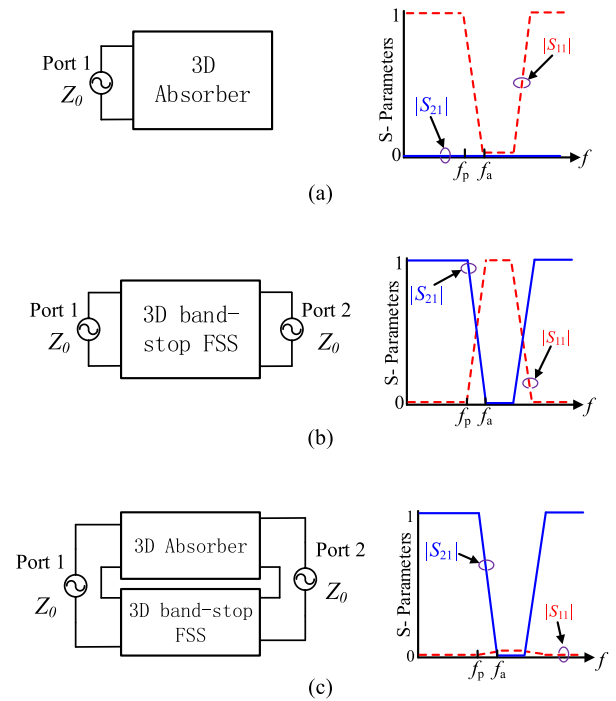 Port 1
Z0
3D
Absorber
S- Parameters
1
0
|S21|
|S11|
fp
fa
f
(a)
Port 1
Z0
3D band-
stop FSS
Port 2
Z0
S- Parameters
1
0
|S21|
|S11|
fp
fa
f
(b)
Port 1
Z0
3D Absorber
3D band-stop
FSS
Port 2
Z0
S- Parameters
1
0
|S21|
|S11|
fp
fa
f
(c)